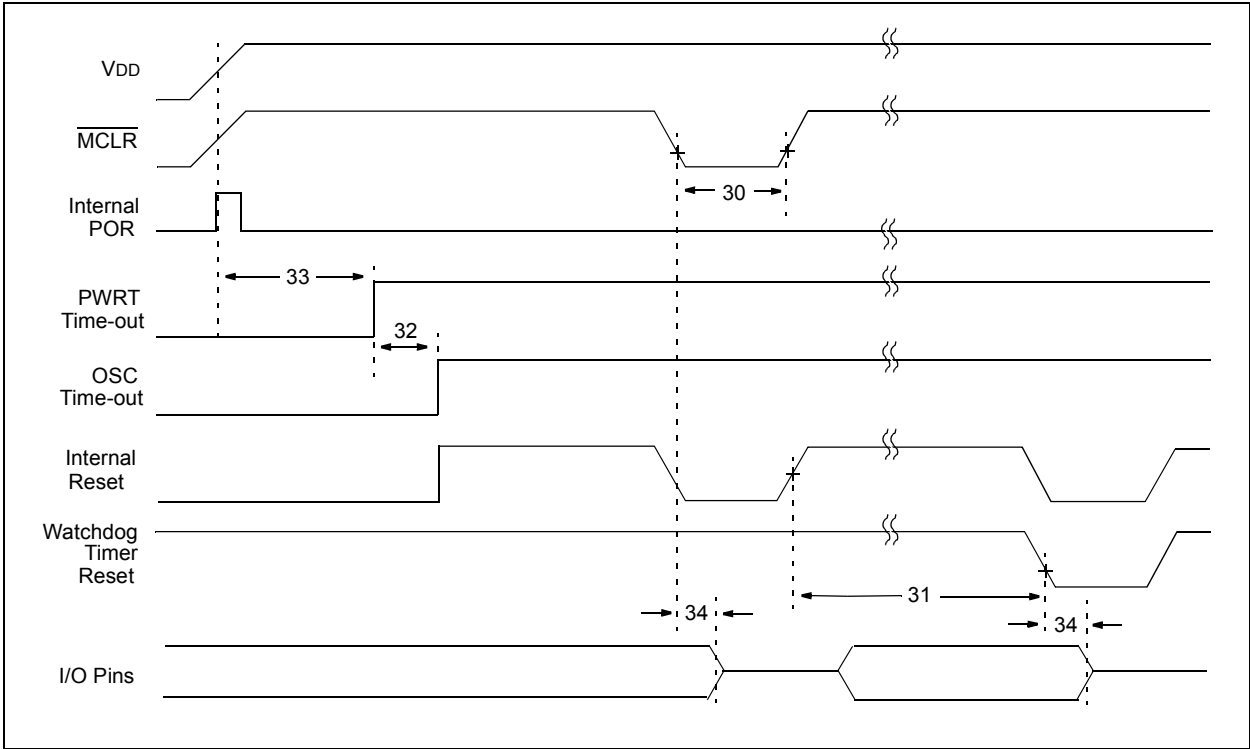 VDD
MCLR
30
Internal
POR
33
PWRT
Time-out
32
OSC
Time-out
Internal
Reset
Watchdog
Timer
Reset
31
34
34
I/O Pins